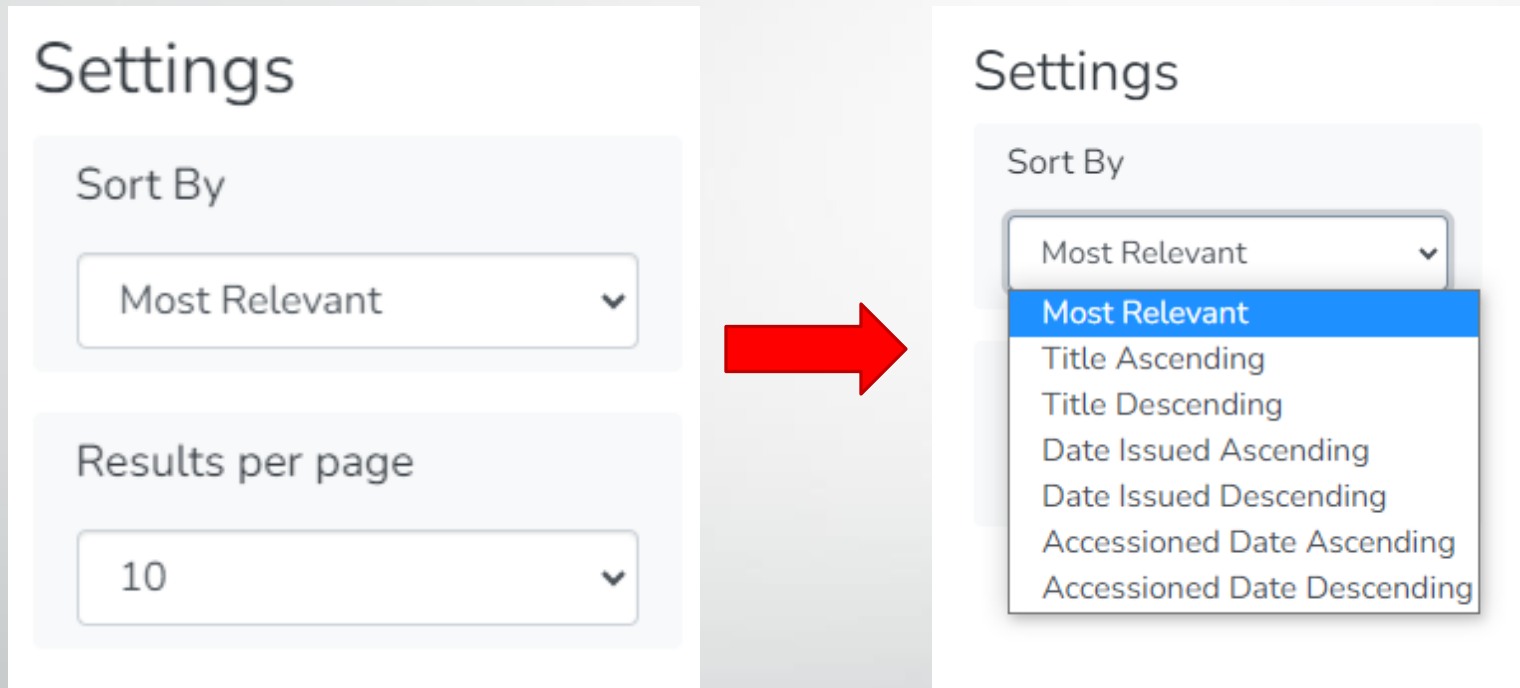 Settings
Sort By
Most Relevant
Results per page
10
Settings
Sort By
Most Relevant
Most Relevant
Title Ascending
Title Descending
Date Issued Ascending
Date Issued Descending
Accessioned Date Ascending
Accessioned Date Descending